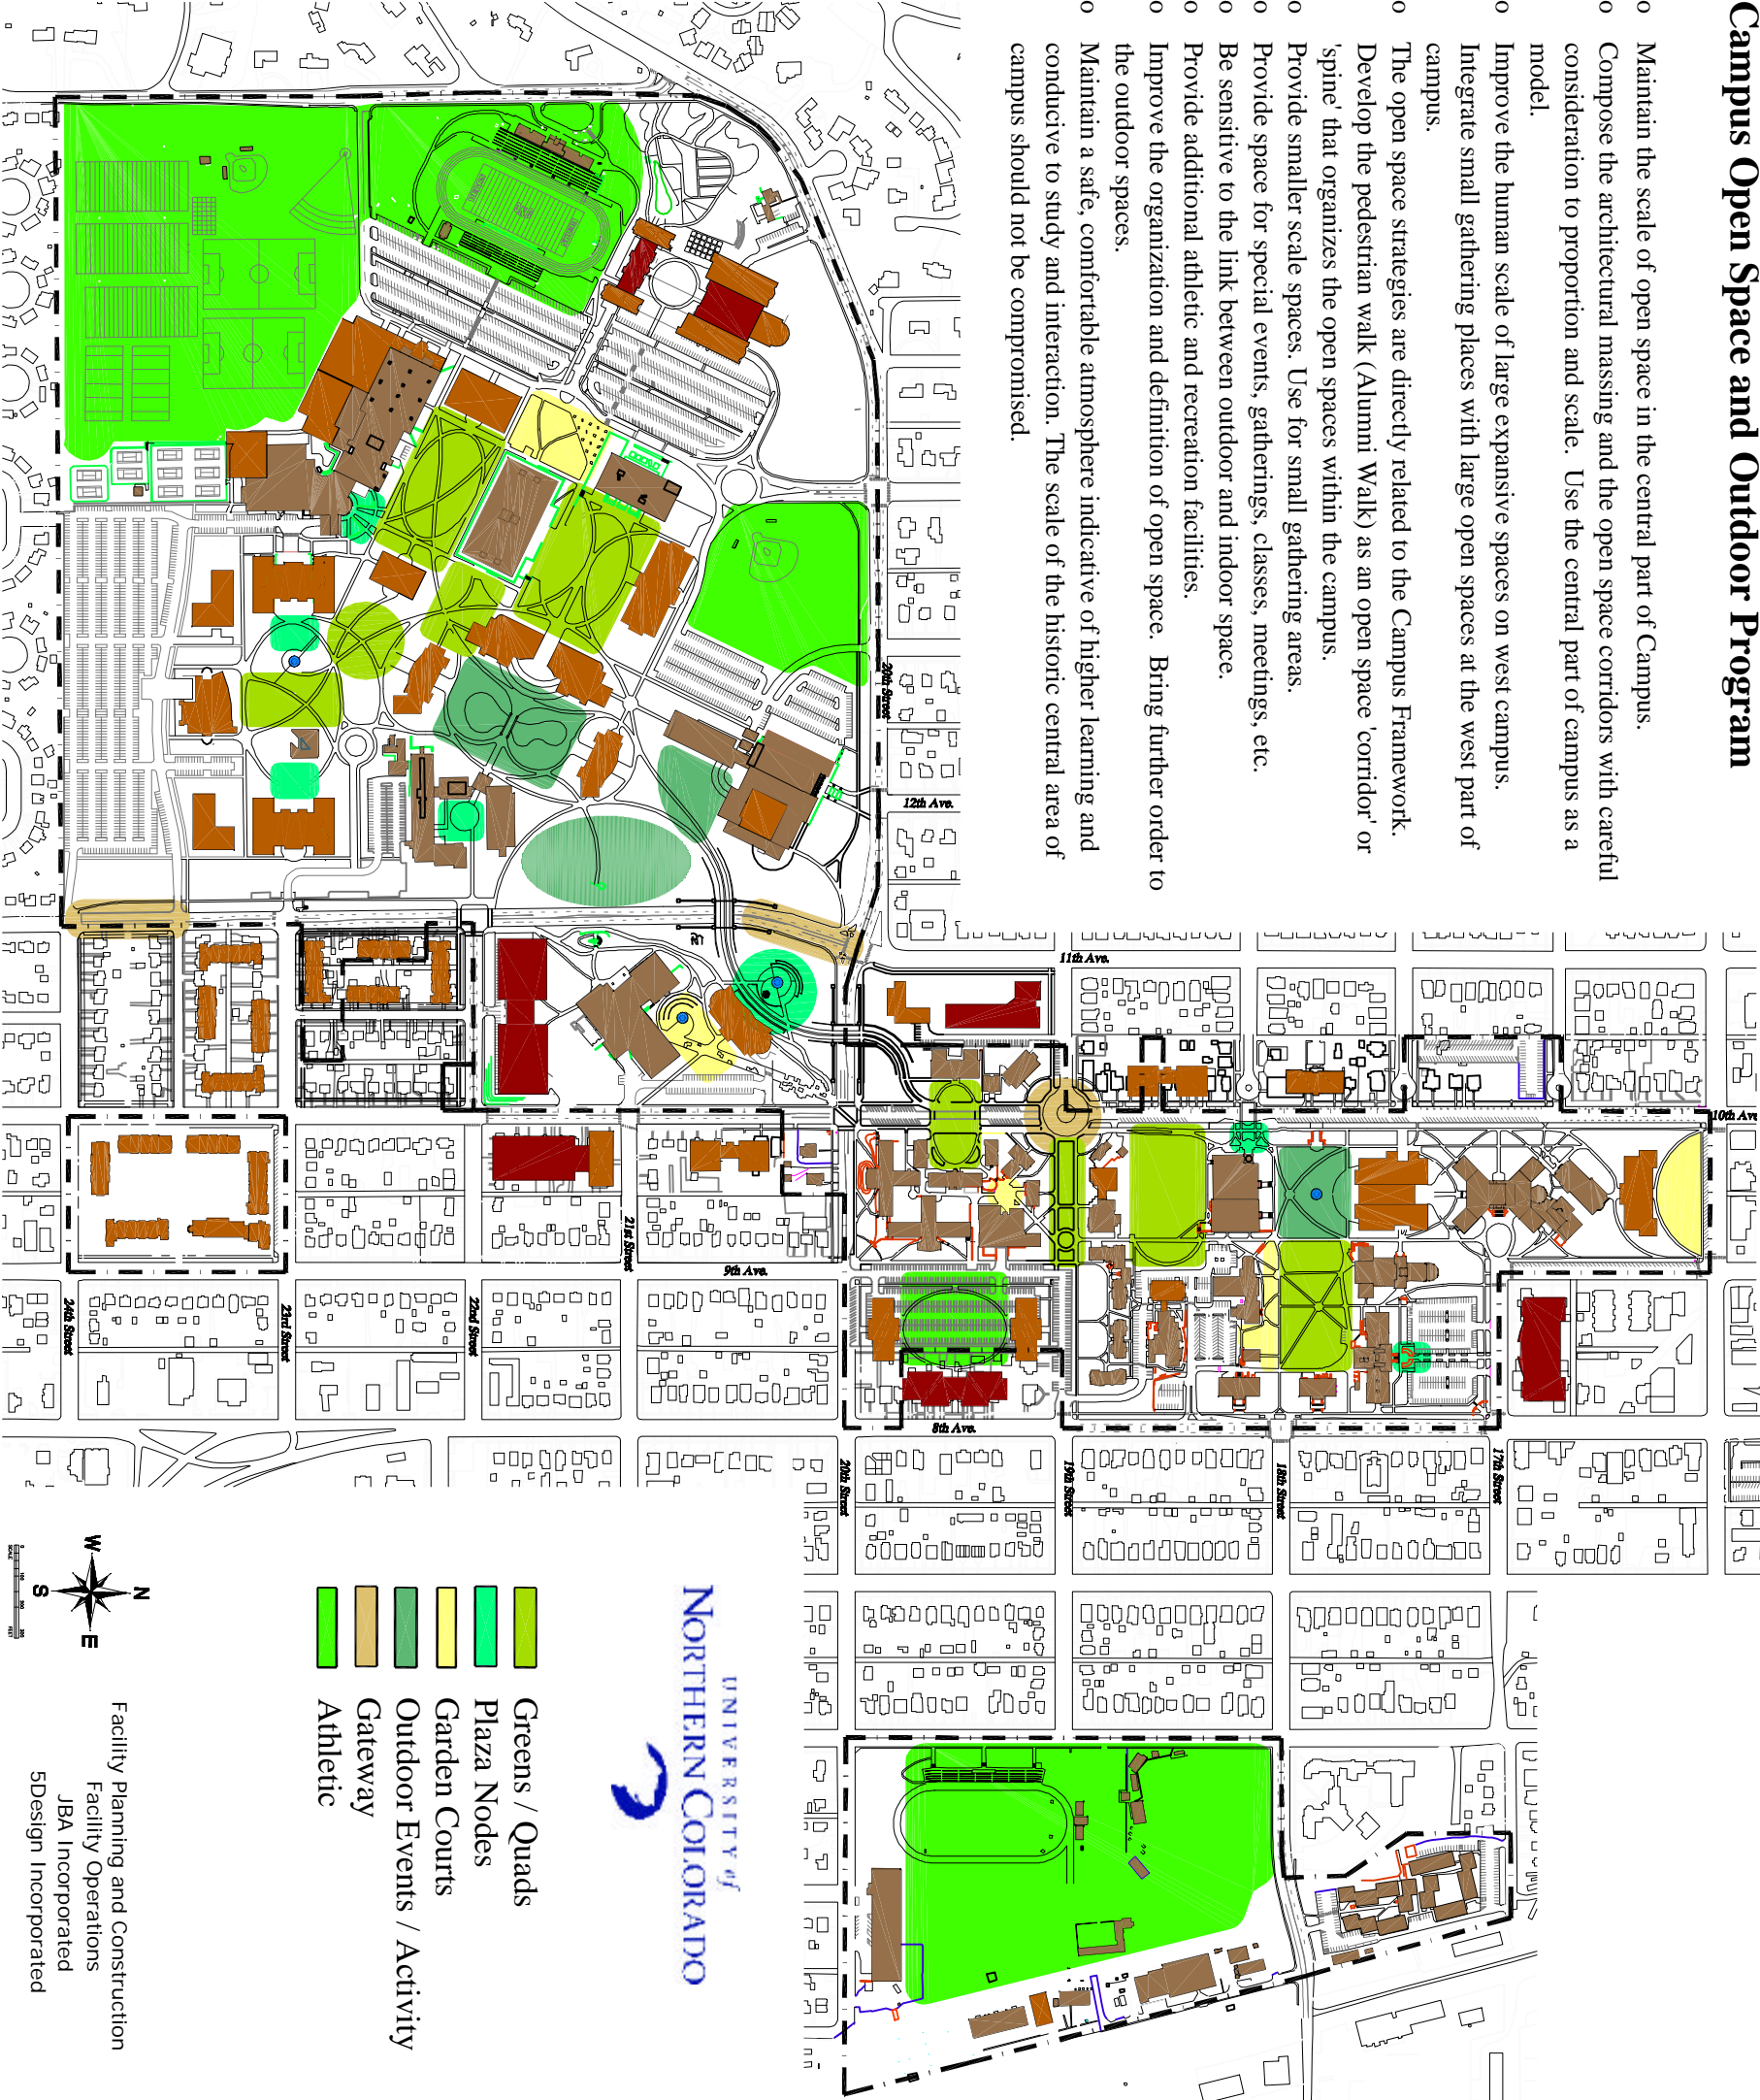 Campus Open Space and Outdoor Program
o Maintain the scale of open space in the central part of Campus.
o Compose the architectural massing and the open space corridors with careful
consideration to proportion and scale. Use the central part of campus as a
model.
o Improve the human scale of large expansive spaces on west campus.
Integrate small gathering places with large open spaces at the west part of
campus.
o The open space strategies are directly related to the Campus Framework.
Develop the pedestrian walk (Alumni Walk) as an open space 'corridor' or
'spine' that organizes the open spaces within the campus.
o Provide smaller scale spaces. Use for small gathering areas.
o Provide space for special events, gatherings, classes, meetings, etc.
o Be sensitive to the link between outdoor and indoor space.
o Provide additional athletic and recreation facilities.
o Improve the organization and definition of open space. Bring further order to
the outdoor spaces.
o Maintain a safe, comfortable atmosphere indicative of higher learning and
conducive to study and interaction. The scale of the historic central area of
campus should not be compromised.
20th Street
12th Ave.
11th Ave.
10th Ave
9th Ave.
8th Ave.
24th Street
23rd Street
22nd Street
21st Street
20th Street
19th Street
18th Street
17th Street
UNIVERSITY of
NORTHERN COLORADO
Greens / Quads
Plaza Nodes
Garden Courts
Outdoor Events / Activity
Gateway
Athletic
N
W
E
S
SCALE
FEET
Facility Planning and Construction
Facility Operations
JBA Incorporated
5Design Incorporated